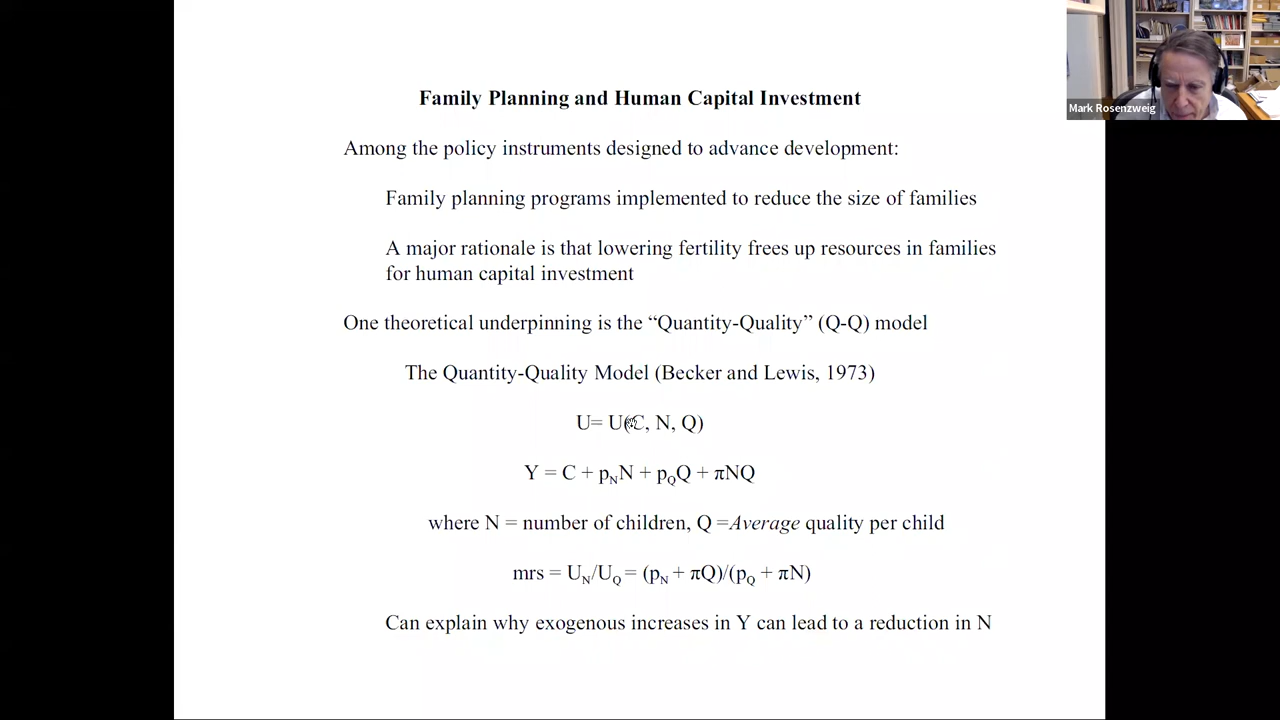 Family Planning and Human Capital Investment
Among the policy instruments designed to advance development:
Family planning programs implemented to reduce the size of families
A major rationale is that lowering fertility frees up resources in families
for human capital investment
One theoretical underpinning is the “Quantity-Quality” (Q-Q) model
The Quantity-Quality Model (Becker and Lewis, 1973)
U= U(C, N, Q)
Y = C + pNN + pQQ + πNQ
where N = number of children, Q =Average quality per child
mrs = UN/UQ = (pN + πQ)/(pQ + πN)
Can explain why exogenous increases in Y can lead to a reduction in N
Mark Rosenzweig